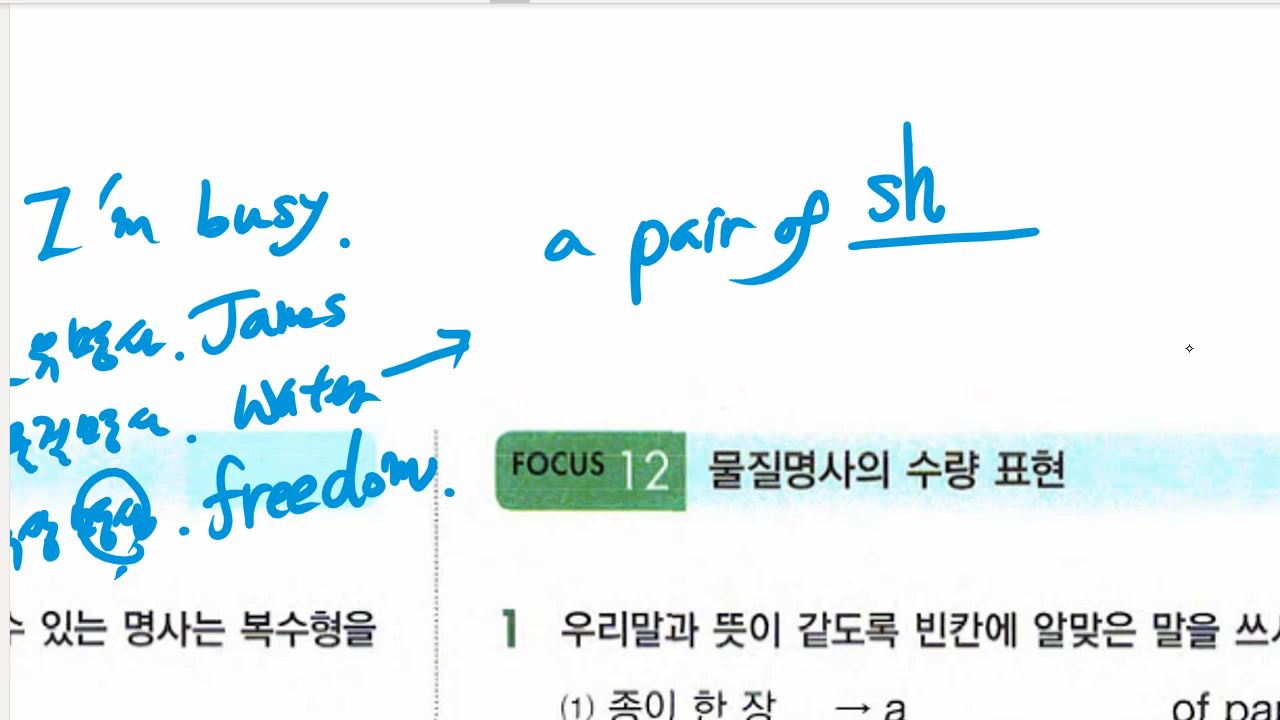 I'm busy.
a pair of sh
유명사. James
물질명사. Water →
명사. freedom.
FOCUS 12 물질명사의 수량 표현
수 있는 명사는 복수형을
1 우리말과 뜻이 같도록 빈칸에 알맞은 말을 쓰시
(1) 종이 한 장 → a of pa